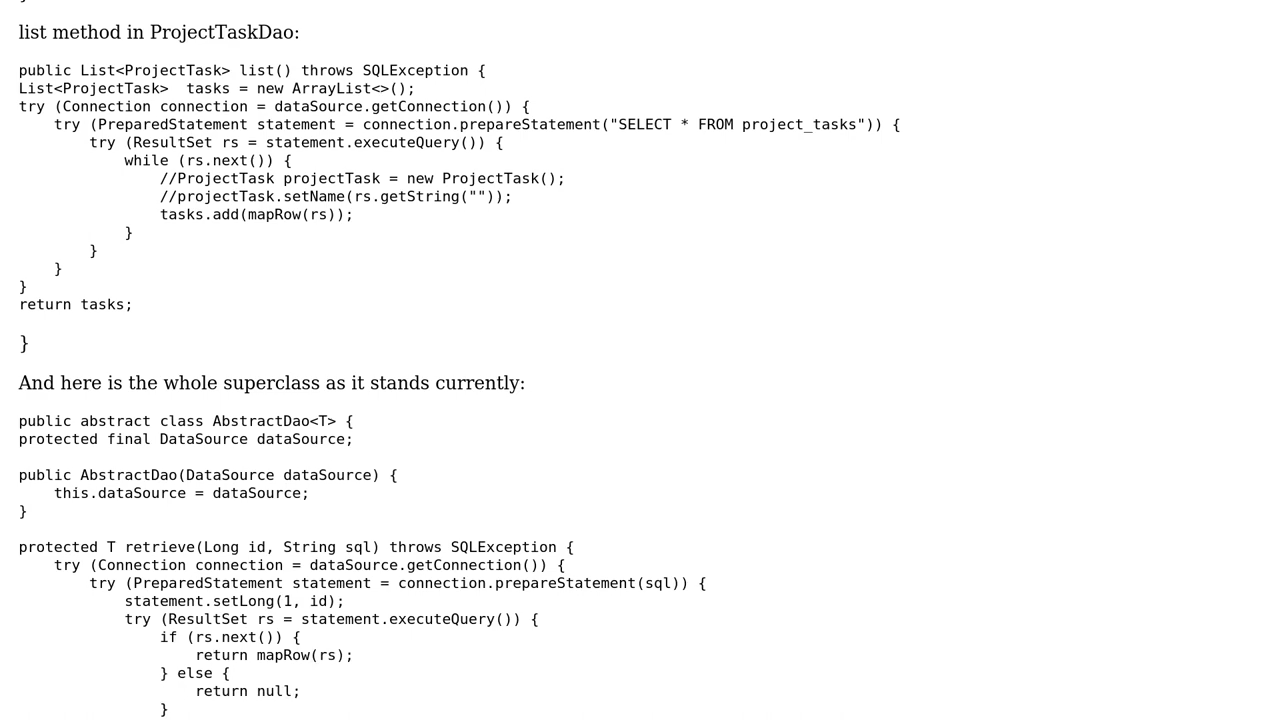 list method in ProjectTaskDao:
public List<ProjectTask> list() throws SQLException {
List<ProjectTask>  tasks = new ArrayList<>();
try (Connection connection = dataSource.getConnection()) {
    try (PreparedStatement statement = connection.prepareStatement("SELECT * FROM project_tasks")) {
        try (ResultSet rs = statement.executeQuery()) {
            while (rs.next()) {
                //ProjectTask projectTask = new ProjectTask();
                //projectTask.setName(rs.getString(""));
                tasks.add(mapRow(rs));
            }
        }
    }
}
return tasks;
}
And here is the whole superclass as it stands currently:
public abstract class AbstractDao<T> {
protected final DataSource dataSource;
public AbstractDao(DataSource dataSource) {
    this.dataSource = dataSource;
}
protected T retrieve(Long id, String sql) throws SQLException {
    try (Connection connection = dataSource.getConnection()) {
        try (PreparedStatement statement = connection.prepareStatement(sql)) {
            statement.setLong(1, id);
            try (ResultSet rs = statement.executeQuery()) {
                if (rs.next()) {
                    return mapRow(rs);
                } else {
                    return null;
                }